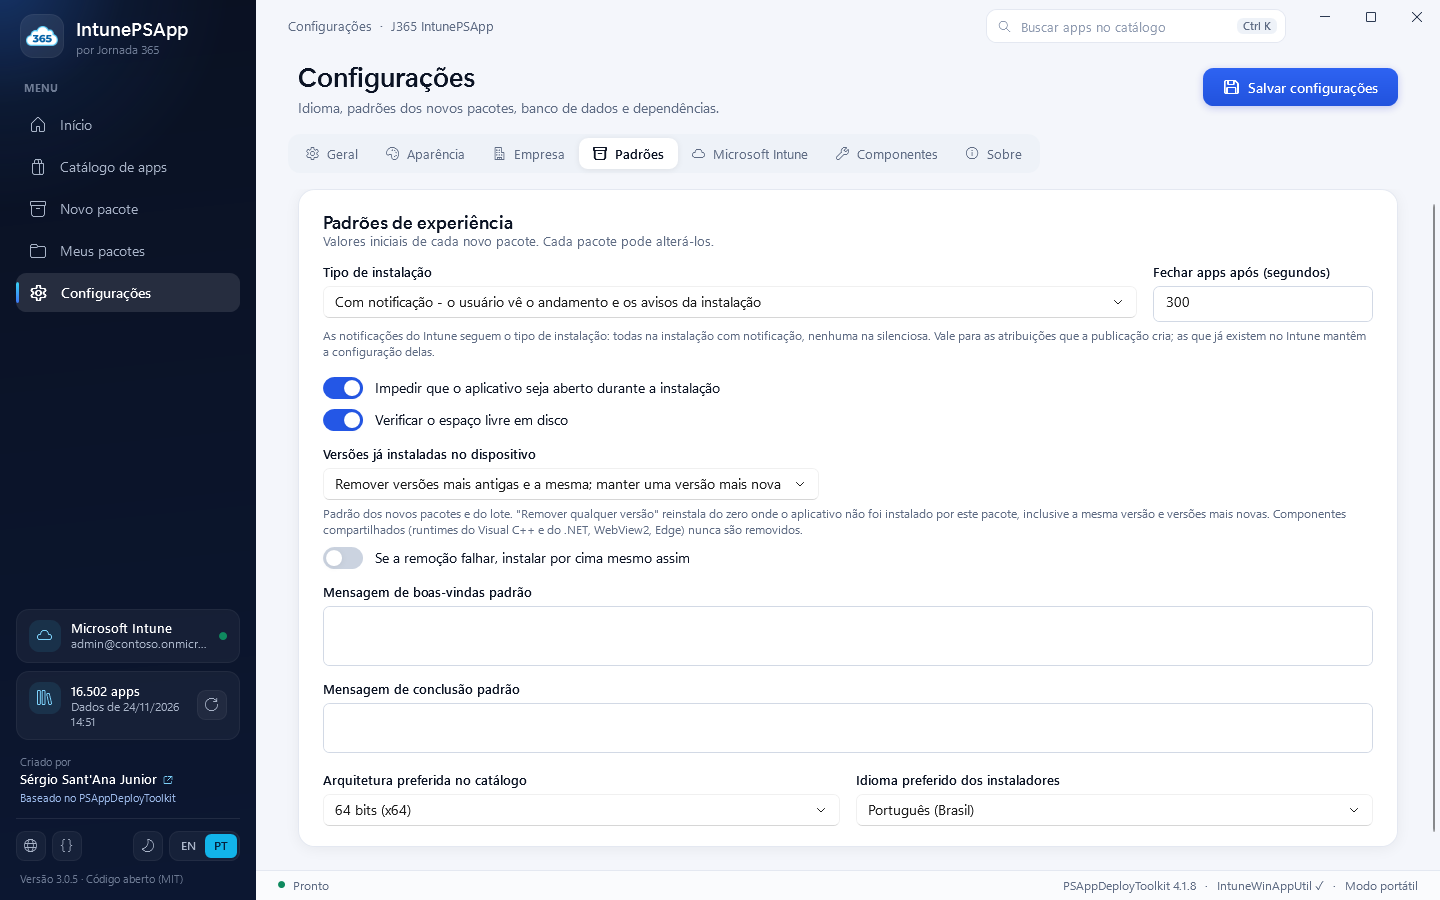 IntunePSApp
por Jornada 365
365
MENU
Início
Catálogo de apps
Novo pacote
Meus pacotes
Configurações
Microsoft Intune
admin@contoso.onmicr...
16.502 apps
Dados de 24/11/2026
14:51
Criado por
Sérgio Sant'Ana Junior
Baseado no PSAppDeployToolkit
EN PT
Versão 3.0.5 · Código aberto (MIT)
Configurações · J365 IntunePSApp
Buscar apps no catálogo Ctrl K
Configurações
Idioma, padrões dos novos pacotes, banco de dados e dependências.
Salvar configurações
Geral Aparência Empresa Padrões Microsoft Intune Componentes Sobre
Padrões de experiência
Valores iniciais de cada novo pacote. Cada pacote pode alterá-los.
Tipo de instalação Fechar apps após (segundos)
Com notificação - o usuário vê o andamento e os avisos da instalação 300
As notificações do Intune seguem o tipo de instalação: todas na instalação com notificação, nenhuma na silenciosa. Vale para as atribuições que a publicação cria; as que já existem no Intune mantêm
a configuração delas.
Impedir que o aplicativo seja aberto durante a instalação
Verificar o espaço livre em disco
Versões já instaladas no dispositivo
Remover versões mais antigas e a mesma; manter uma versão mais nova
Padrão dos novos pacotes e do lote. "Remover qualquer versão" reinstala do zero onde o aplicativo não foi instalado por este pacote, inclusive a mesma versão e versões mais novas. Componentes
compartilhados (runtimes do Visual C++ e do .NET, WebView2, Edge) nunca são removidos.
Se a remoção falhar, instalar por cima mesmo assim
Mensagem de boas-vindas padrão
Mensagem de conclusão padrão
Arquitetura preferida no catálogo Idioma preferido dos instaladores
64 bits (x64) Português (Brasil)
Pronto
PSAppDeployToolkit 4.1.8 · IntuneWinAppUtil ✓ · Modo portátil